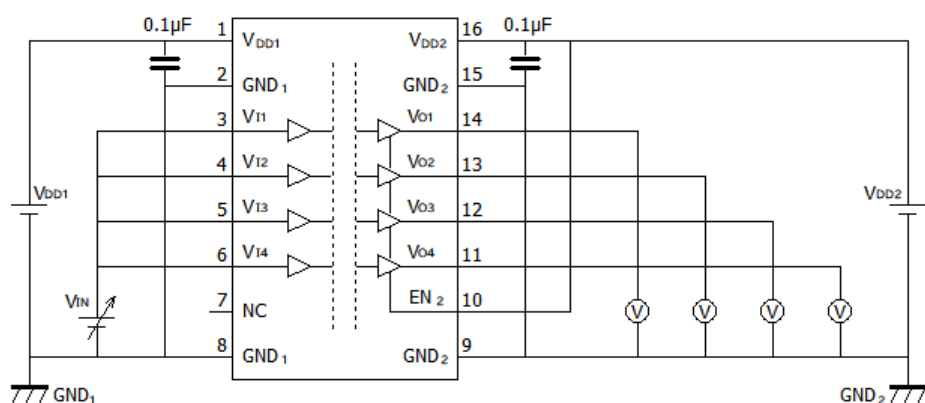 0.1μF 1 16 0.1μF
VDD1 VDD2
2 15
GND1 GND2
3 VI1 VO1 14
4 VI2 VO2 13
VDD1 5 VI3 VO3 12 VDD2
6 VI4 VO4 11
VIN 7 NC EN2 10 V V V V
8 GND1 GND2 9
GND1 GND2